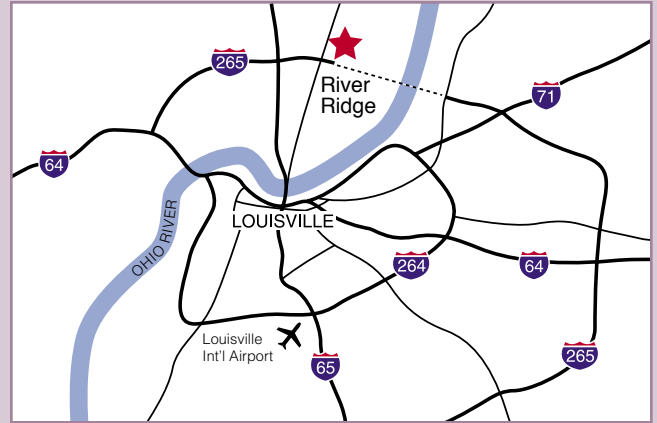 265
River
Ridge
71
64
OHIO RIVER
LOUISVILLE
264
64
Louisville
Int'l Airport
65
265